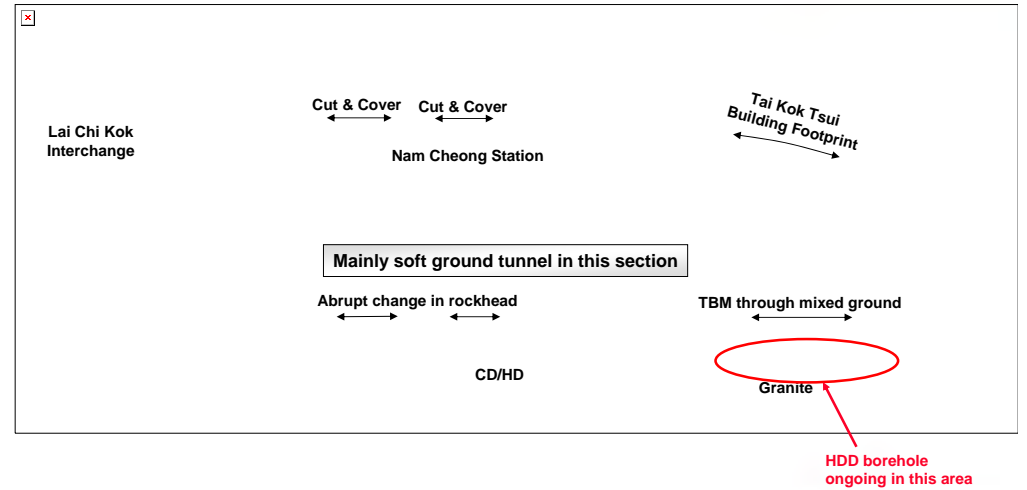 Cut & Cover
Cut & Cover
Tai Kok Tsui
Building Footprint
Lai Chi Kok
Interchange
Nam Cheong Station
Mainly soft ground tunnel in this section
Abrupt change in rockhead
TBM through mixed ground
CD/HD
Granite
HDD borehole
ongoing in this area